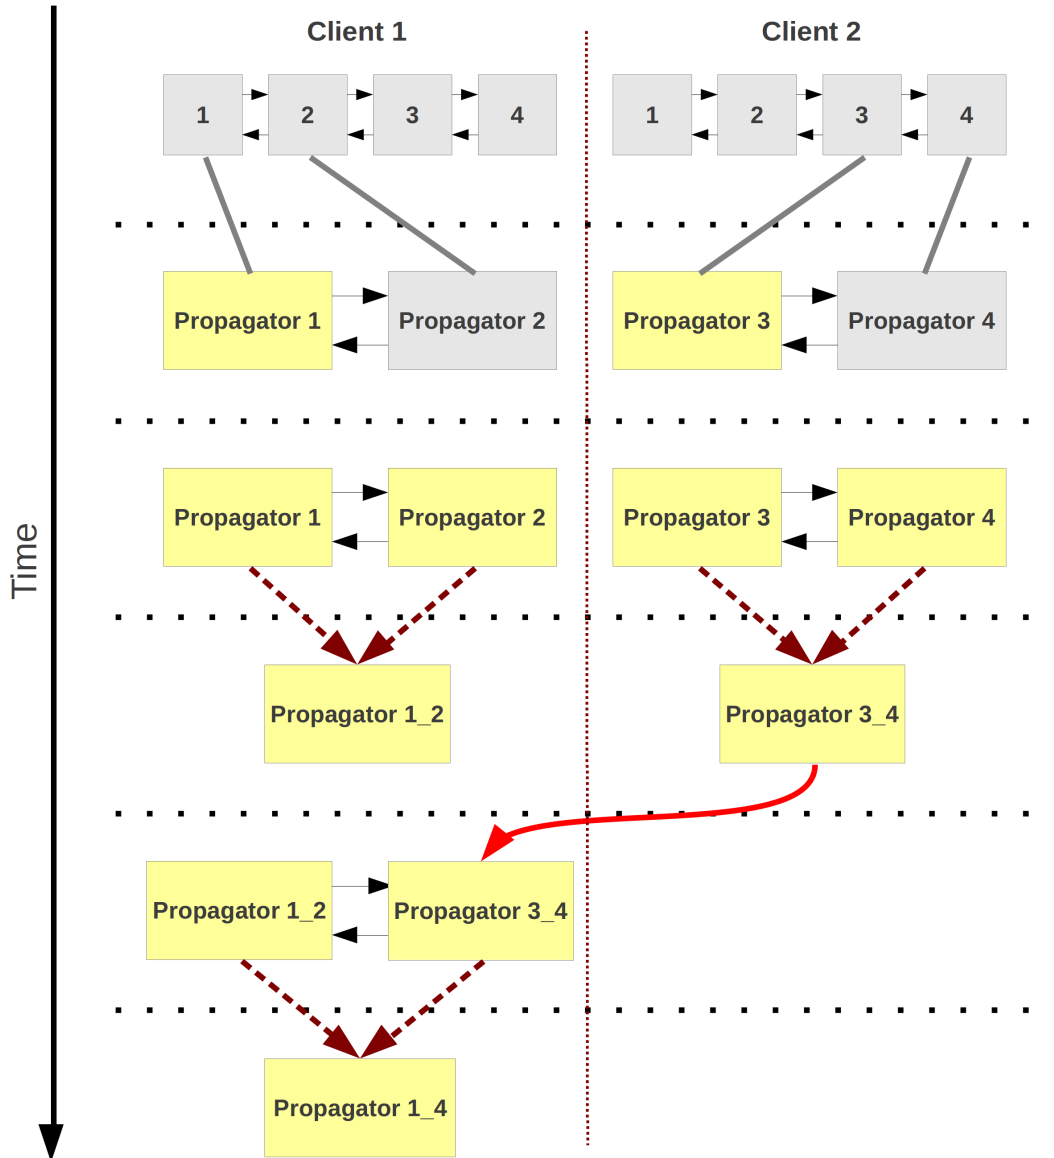 Client 1
Client 2
1
2
3
4
1
2
3
4
Propagator 1
Propagator 2
Propagator 3
Propagator 4
Propagator 1
Propagator 2
Propagator 3
Propagator 4
Time
Propagator 1_2
Propagator 3_4
Propagator 1_2
Propagator 3_4
Propagator 1_4